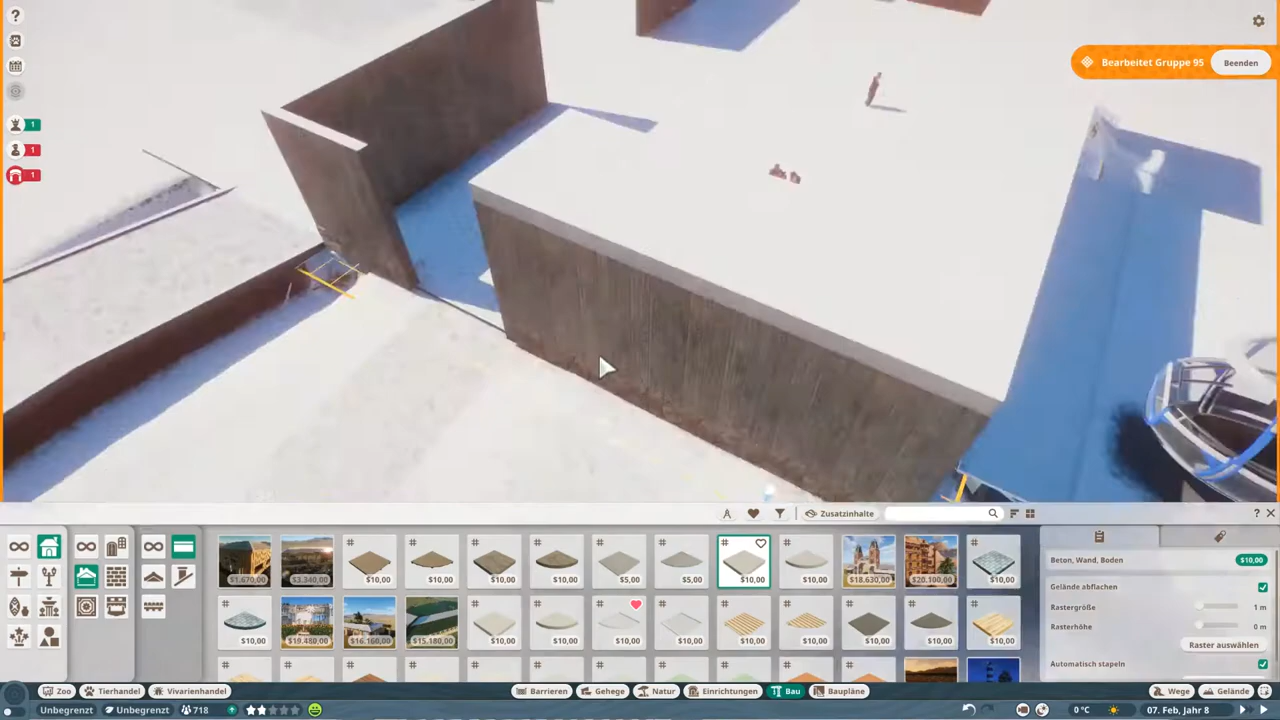 ?
Bearbeitet Gruppe 95
Beenden
1
1
1
A
Zusatzinhalte
?
$1.670,00
$3.340,00
$10,00
$10,00
$10,00
$10,00
$5,00
$5,00
$10,00
$10,00
$18.630,00
$20.100,00
$10,00
Beton, Wand, Boden
$10,00
Gelände abflachen
Rastergröße
1 m
Rasterhöhe
0 m
Raster auswählen
Automatisch stapeln
$10,00
$19.480,00
$16.160,00
$15.180,00
$10,00
$10,00
$10,00
$10,00
$10,00
$10,00
$10,00
$10,00
$10,00
Zoo
Tierhandel
Vivarienhandel
Barrieren
Gehege
Natur
Einrichtungen
Bau
Baupläne
Wege
Gelände
Unbegrenzt
Unbegrenzt
718
0 °C
07. Feb, Jahr 8